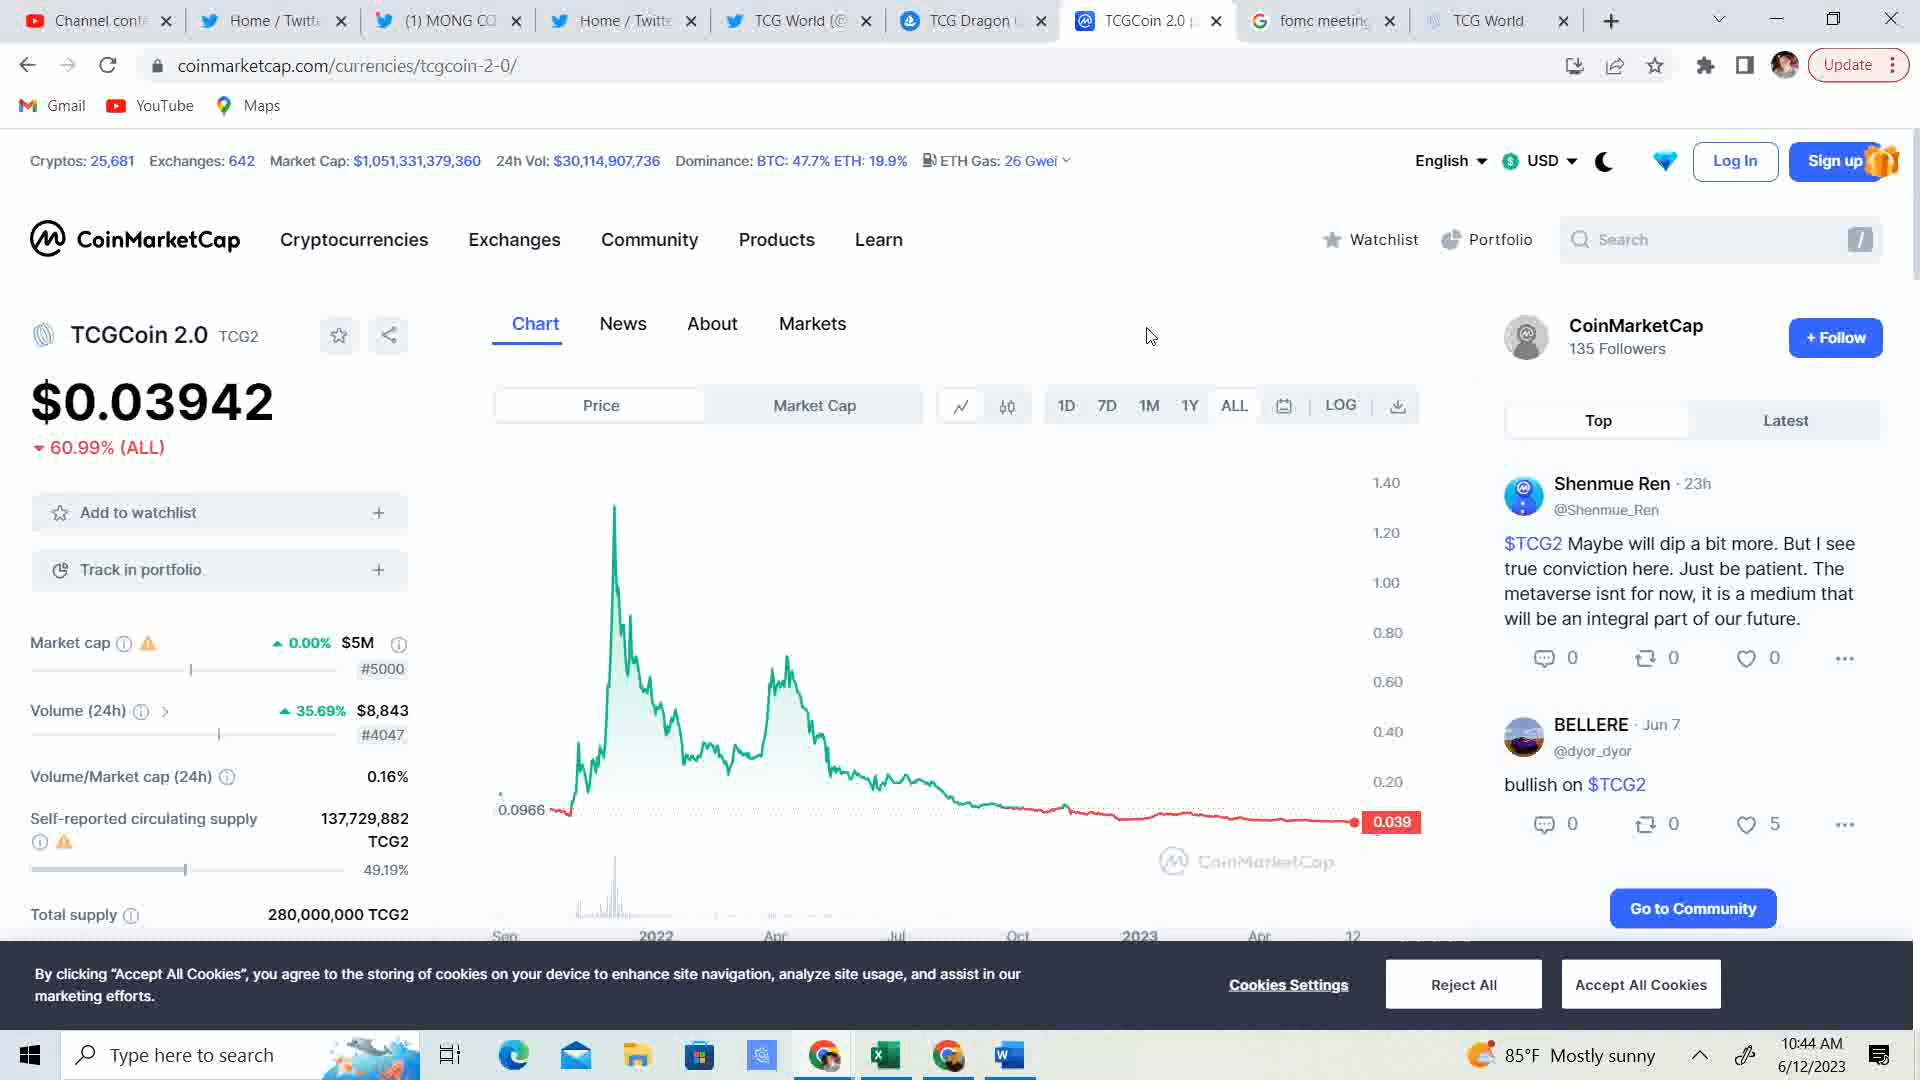 Channel cont
Home / Twitt
(1) MONG CO
Home / Twitte
TCG World (@
TCG Dragon
TCGCoin 2.0 p
fomc meeting
TCG World
coinmarketcap.com/currencies/tcgcoin-2-0/
Update
Gmail YouTube Maps
Cryptos: 25,681 Exchanges: 642 Market Cap: $1,051,331,379,360 24h Vol: $30,114,907,736 Dominance: BTC: 47.7% ETH: 19.9% ETH Gas: 26 Gwei
English USD Log In Sign up
CoinMarketCap Cryptocurrencies Exchanges Community Products Learn
Watchlist Portfolio Search /
TCGCoin 2.0 TCG2
$0.03942
60.99% (ALL)
Add to watchlist +
Track in portfolio +
Market cap 0.00% $5M
#5000
Volume (24h) 35.69% $8,843
#4047
Volume/Market cap (24h) 0.16%
Self-reported circulating supply 137,729,882
TCG2
49.19%
Total supply 280,000,000 TCG2
Chart News About Markets
Price Market Cap
1D 7D 1M 1Y ALL LOG
1.40
1.20
1.00
0.80
0.60
0.40
0.20
0.0966
0.039
CoinMarketCap
Sep 2022 Apr Jul Oct 2023 Apr 12
CoinMarketCap
135 Followers
+ Follow
Top Latest
Shenmue Ren · 23h
@Shenmue_Ren
$TCG2 Maybe will dip a bit more. But I see
true conviction here. Just be patient. The
metaverse isnt for now, it is a medium that
will be an integral part of our future.
0 0 0
BELLERE · Jun 7
@dyor_dyor
bullish on $TCG2
0 0 5
Go to Community
By clicking “Accept All Cookies”, you agree to the storing of cookies on your device to enhance site navigation, analyze site usage, and assist in our
marketing efforts.
Cookies Settings Reject All Accept All Cookies
Type here to search
85°F Mostly sunny
10:44 AM
6/12/2023